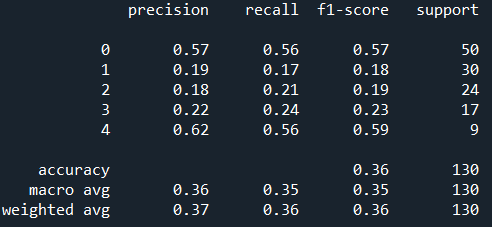 precision recall f1-score support
0 0.57 0.56 0.57 50
1 0.19 0.17 0.18 30
2 0.18 0.21 0.19 24
3 0.22 0.24 0.23 17
4 0.62 0.56 0.59 9
accuracy 0.36 130
macro avg 0.36 0.35 0.35 130
weighted avg 0.37 0.36 0.36 130